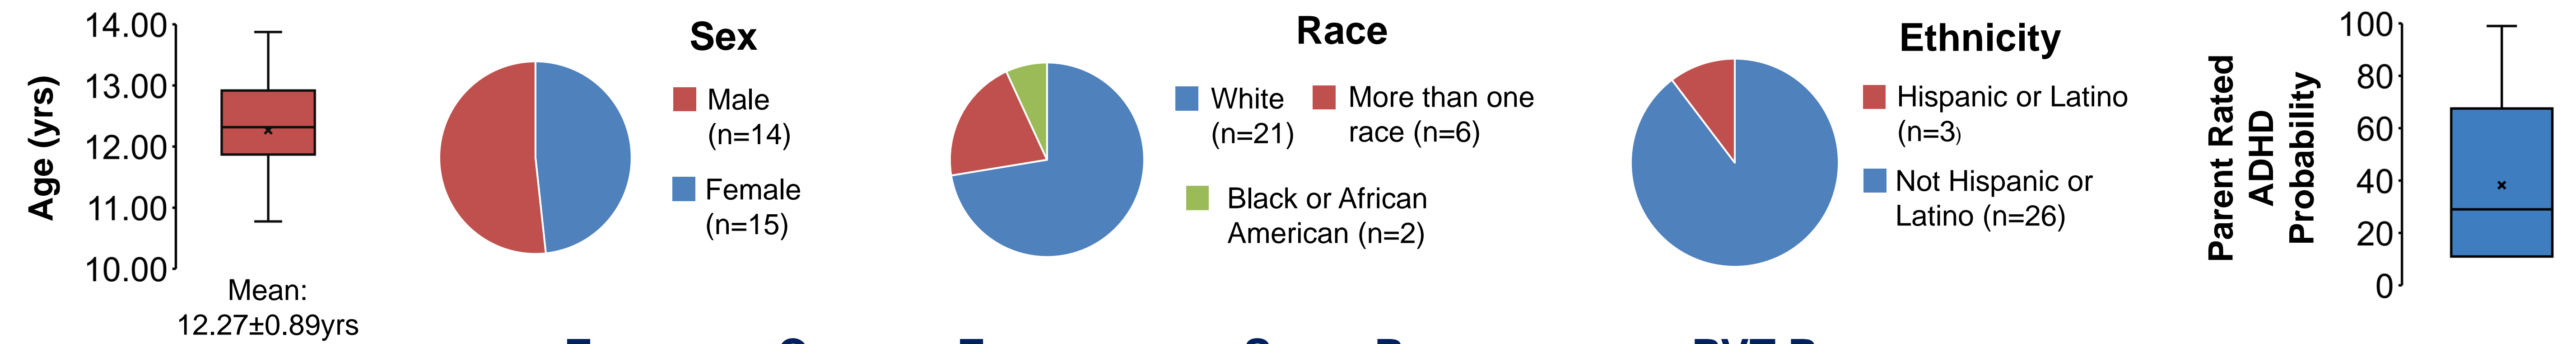 Age (yrs)
14.00
13.00
12.00
11.00
10.00
Mean:
12.27±0.89yrs
Sex
Male
(n=14)
Female
(n=15)
Race
White
(n=21)
More than one
race (n=6)
Black or African
American (n=2)
Ethnicity
Hispanic or Latino
(n=3)
Not Hispanic or
Latino (n=26)
Parent Rated
ADHD
Probability
100
80
60
40
20
0